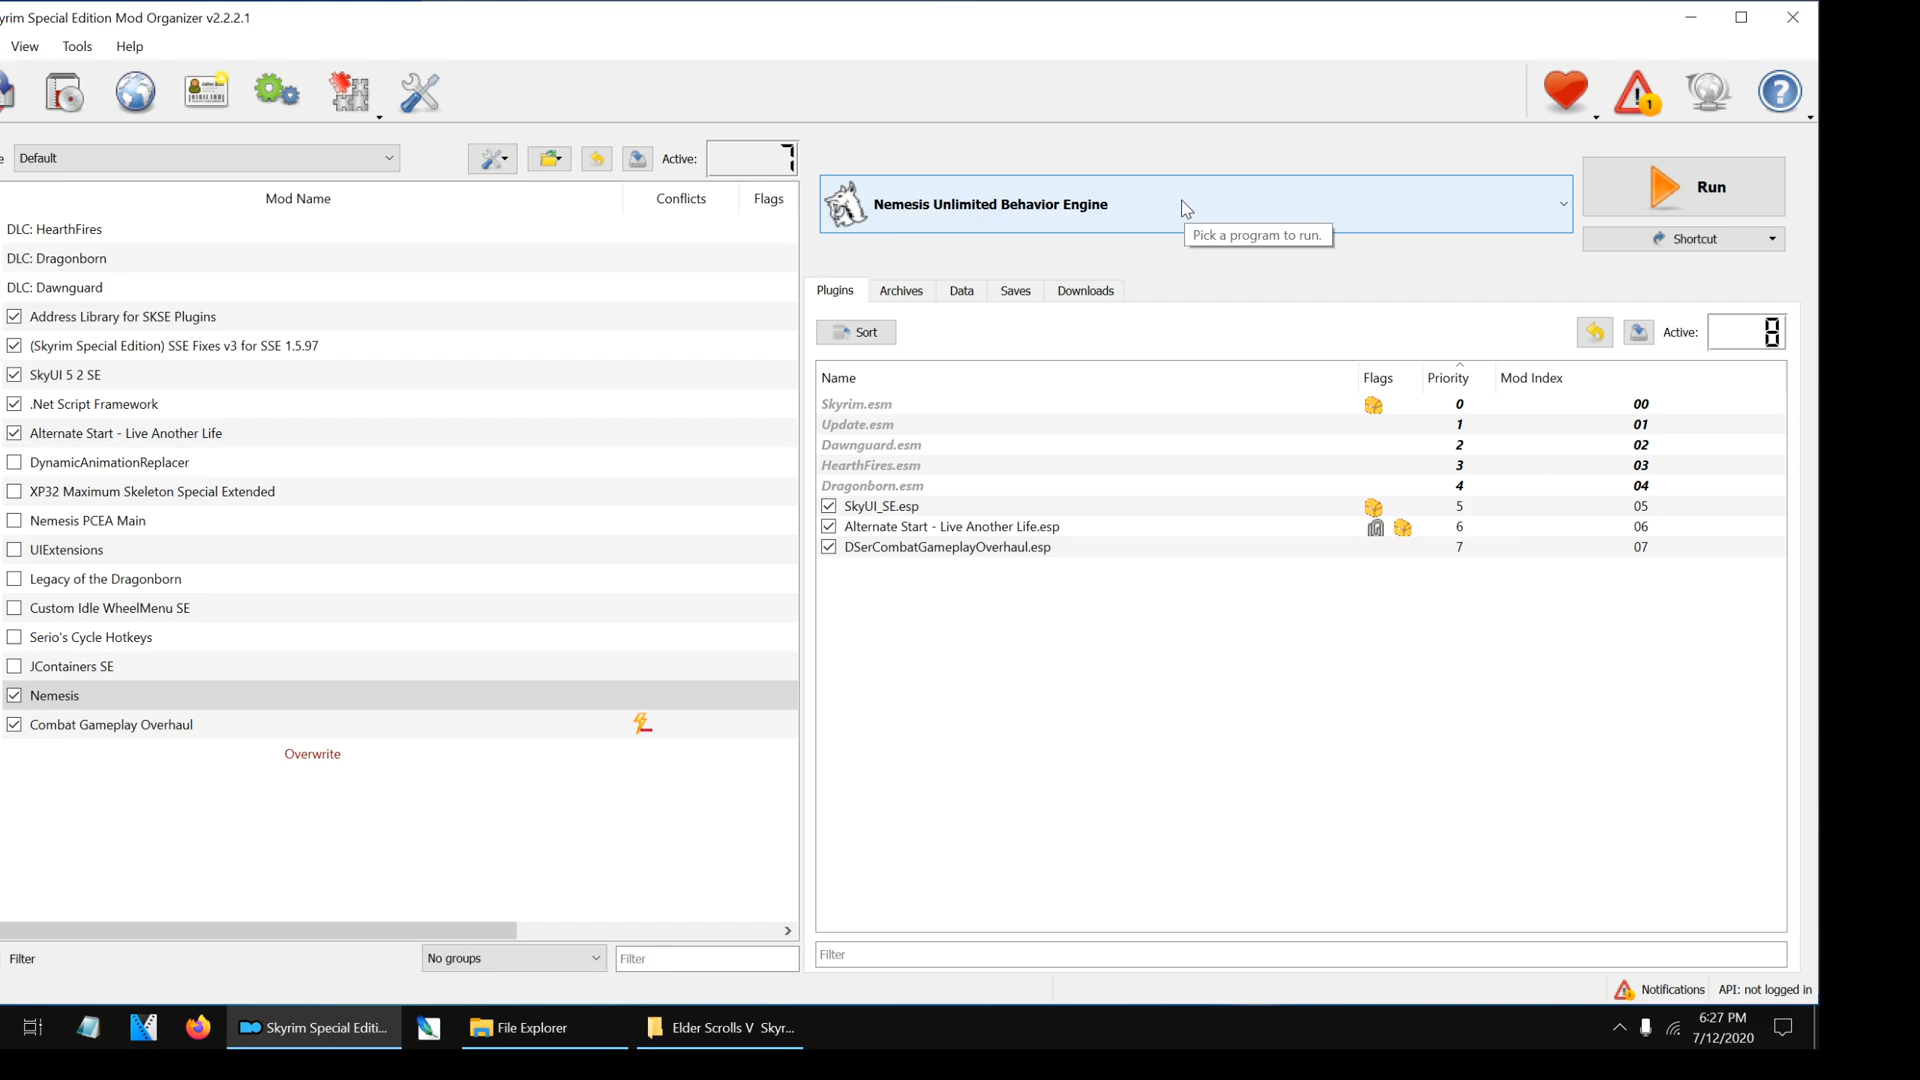 yrim Special Edition Mod Organizer v2.2.2.1
View Tools Help
1
e Default Active: 7
Mod Name Conflicts Flags
DLC: HearthFires
DLC: Dragonborn
DLC: Dawnguard
Address Library for SKSE Plugins
(Skyrim Special Edition) SSE Fixes v3 for SSE 1.5.97
SkyUI 5 2 SE
.Net Script Framework
Alternate Start - Live Another Life
DynamicAnimationReplacer
XP32 Maximum Skeleton Special Extended
Nemesis PCEA Main
UIExtensions
Legacy of the Dragonborn
Custom Idle WheelMenu SE
Serio's Cycle Hotkeys
JContainers SE
Nemesis
Combat Gameplay Overhaul
Overwrite
Filter No groups Filter
Nemesis Unlimited Behavior Engine
Pick a program to run.
Run
Shortcut
Plugins Archives Data Saves Downloads
Sort Active: 8
Name Flags Priority Mod Index
Skyrim.esm 0 00
Update.esm 1 01
Dawnguard.esm 2 02
HearthFires.esm 3 03
Dragonborn.esm 4 04
SkyUI_SE.esp 5 05
Alternate Start - Live Another Life.esp 6 06
DSerCombatGameplayOverhaul.esp 7 07
Filter
Notifications API: not logged in
Skyrim Special Editi... File Explorer Elder Scrolls V Skyr...
6:27 PM
7/12/2020